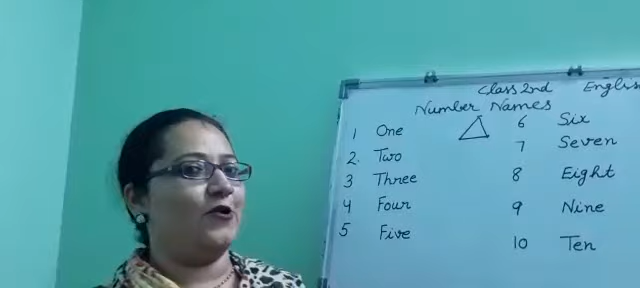 Class 2nd English
Number Names
1 One 6 Six
2. Two 7 Seven
3 Three 8 Eight
4 Four 9 Nine
5 Five 10 Ten